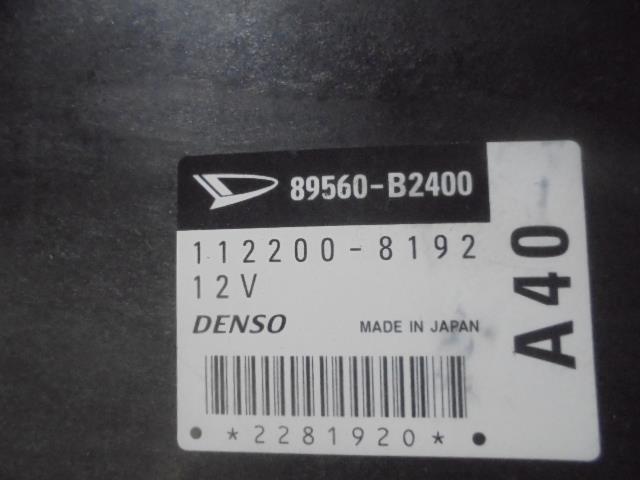 89560-B2400
112200-8192
12V
DENSO MADE IN JAPAN
*2281920*
A40